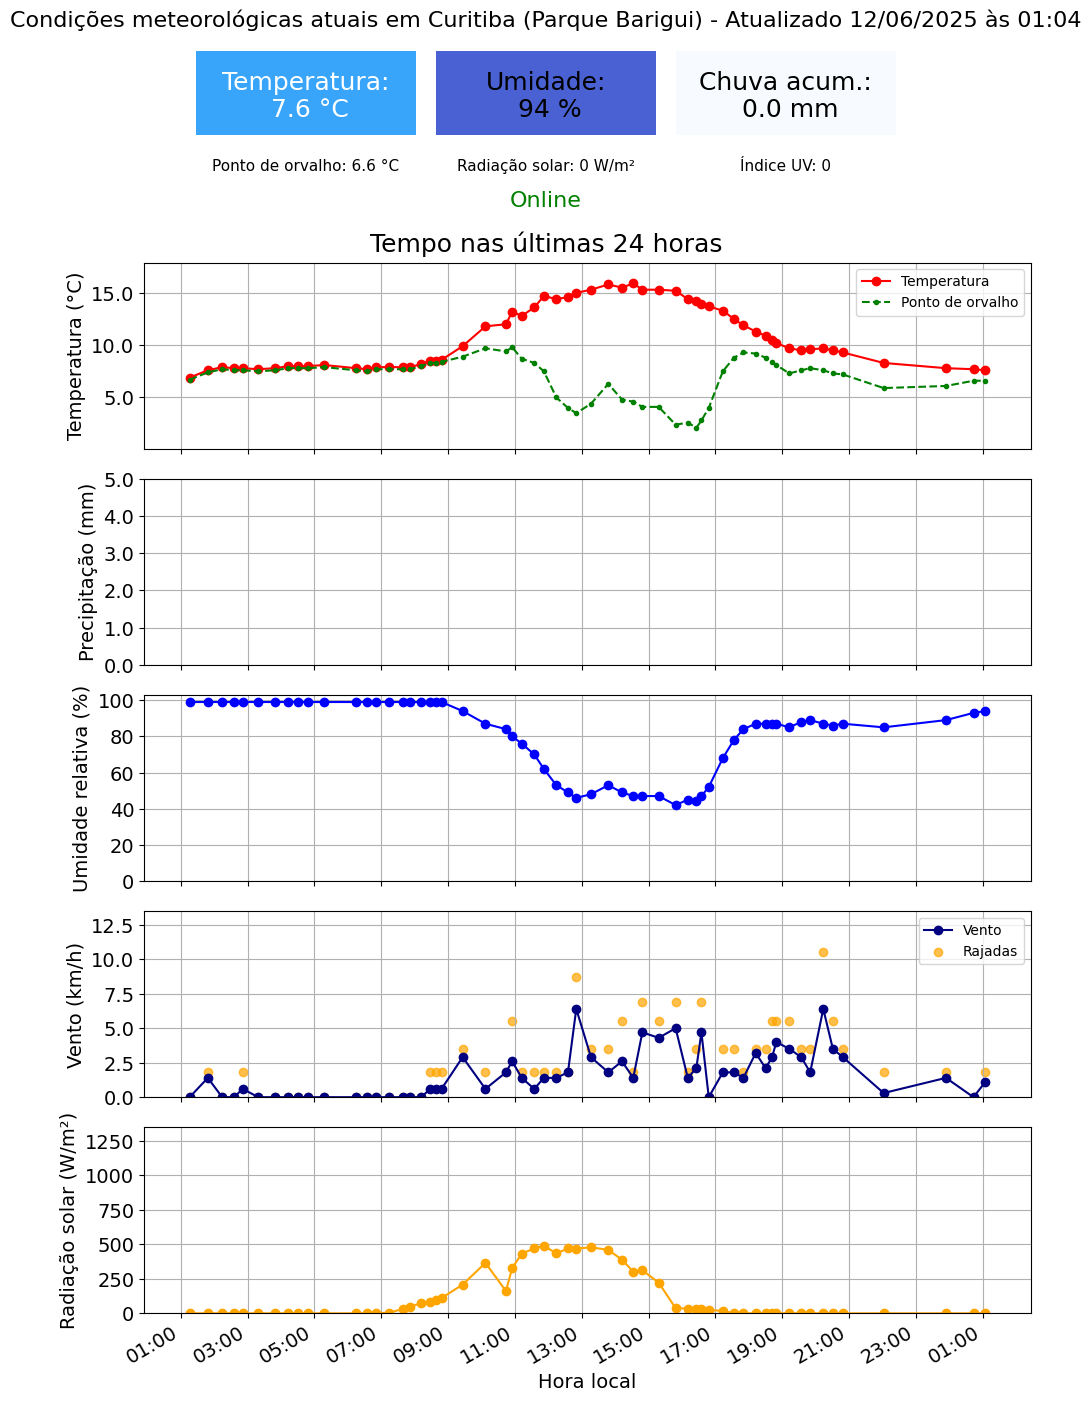 Condições meteorológicas atuais em Curitiba (Parque Barigui) - Atualizado 12/06/2025 às 01:04
Temperatura:
7.6 °C
Umidade:
94 %
Chuva acum.:
0.0 mm
Ponto de orvalho: 6.6 °C
Radiação solar: 0 W/m²
Índice UV: 0
Online
Tempo nas últimas 24 horas
Temperatura (°C)
15.0
10.0
5.0
Temperatura
Ponto de orvalho
Precipitação (mm)
5.0
4.0
3.0
2.0
1.0
0.0
Umidade relativa (%)
100
80
60
40
20
0
Vento (km/h)
12.5
10.0
7.5
5.0
2.5
0.0
Vento
Rajadas
Radiação solar (W/m²)
1250
1000
750
500
250
0
01:00
03:00
05:00
07:00
09:00
11:00
13:00
15:00
17:00
19:00
21:00
23:00
01:00
Hora local